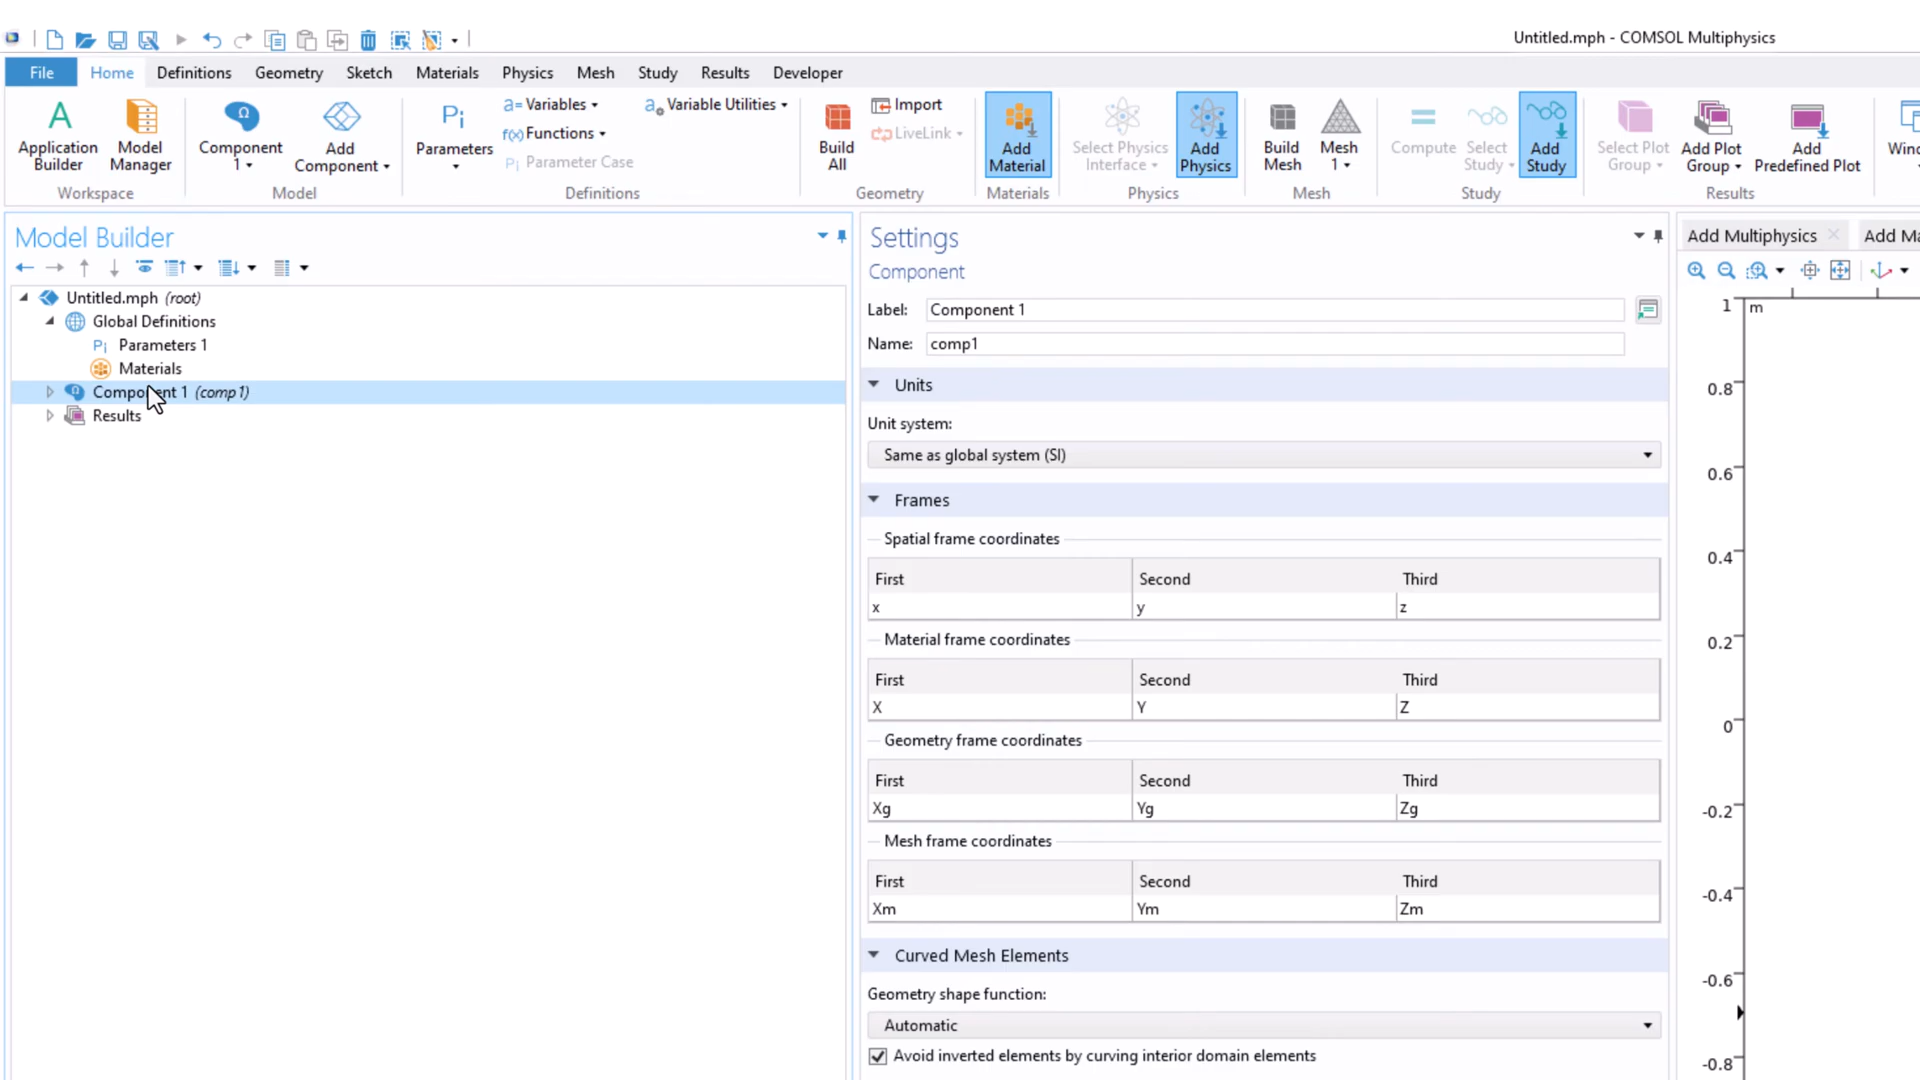 Untitled.mph - COMSOL Multiphysics
File Home Definitions Geometry Sketch Materials Physics Mesh Study Results Developer
Application Builder
Model Manager
Workspace
Component 1
Add Component
Model
Parameters
a= Variables
f(x) Functions
Pi Parameter Case
Variable Utilities
Definitions
Build All
Import
LiveLink
Geometry
Add Material
Materials
Select Physics Interface
Add Physics
Physics
Build Mesh
Mesh 1
Mesh
Compute
Select Study
Add Study
Study
Select Plot Group
Add Plot Group
Add Predefined Plot
Results
Model Builder
Untitled.mph (root)
Global Definitions
Pi Parameters 1
Materials
Component 1 (comp1)
Results
Settings
Component
Label: Component 1
Name: comp1
Units
Unit system:
Same as global system (SI)
Frames
Spatial frame coordinates
First Second Third
x y z
Material frame coordinates
First Second Third
X Y Z
Geometry frame coordinates
First Second Third
Xg Yg Zg
Mesh frame coordinates
First Second Third
Xm Ym Zm
Curved Mesh Elements
Geometry shape function:
Automatic
Avoid inverted elements by curving interior domain elements
Add Multiphysics
1 m
0.8
0.6
0.4
0.2
0
-0.2
-0.4
-0.6
-0.8